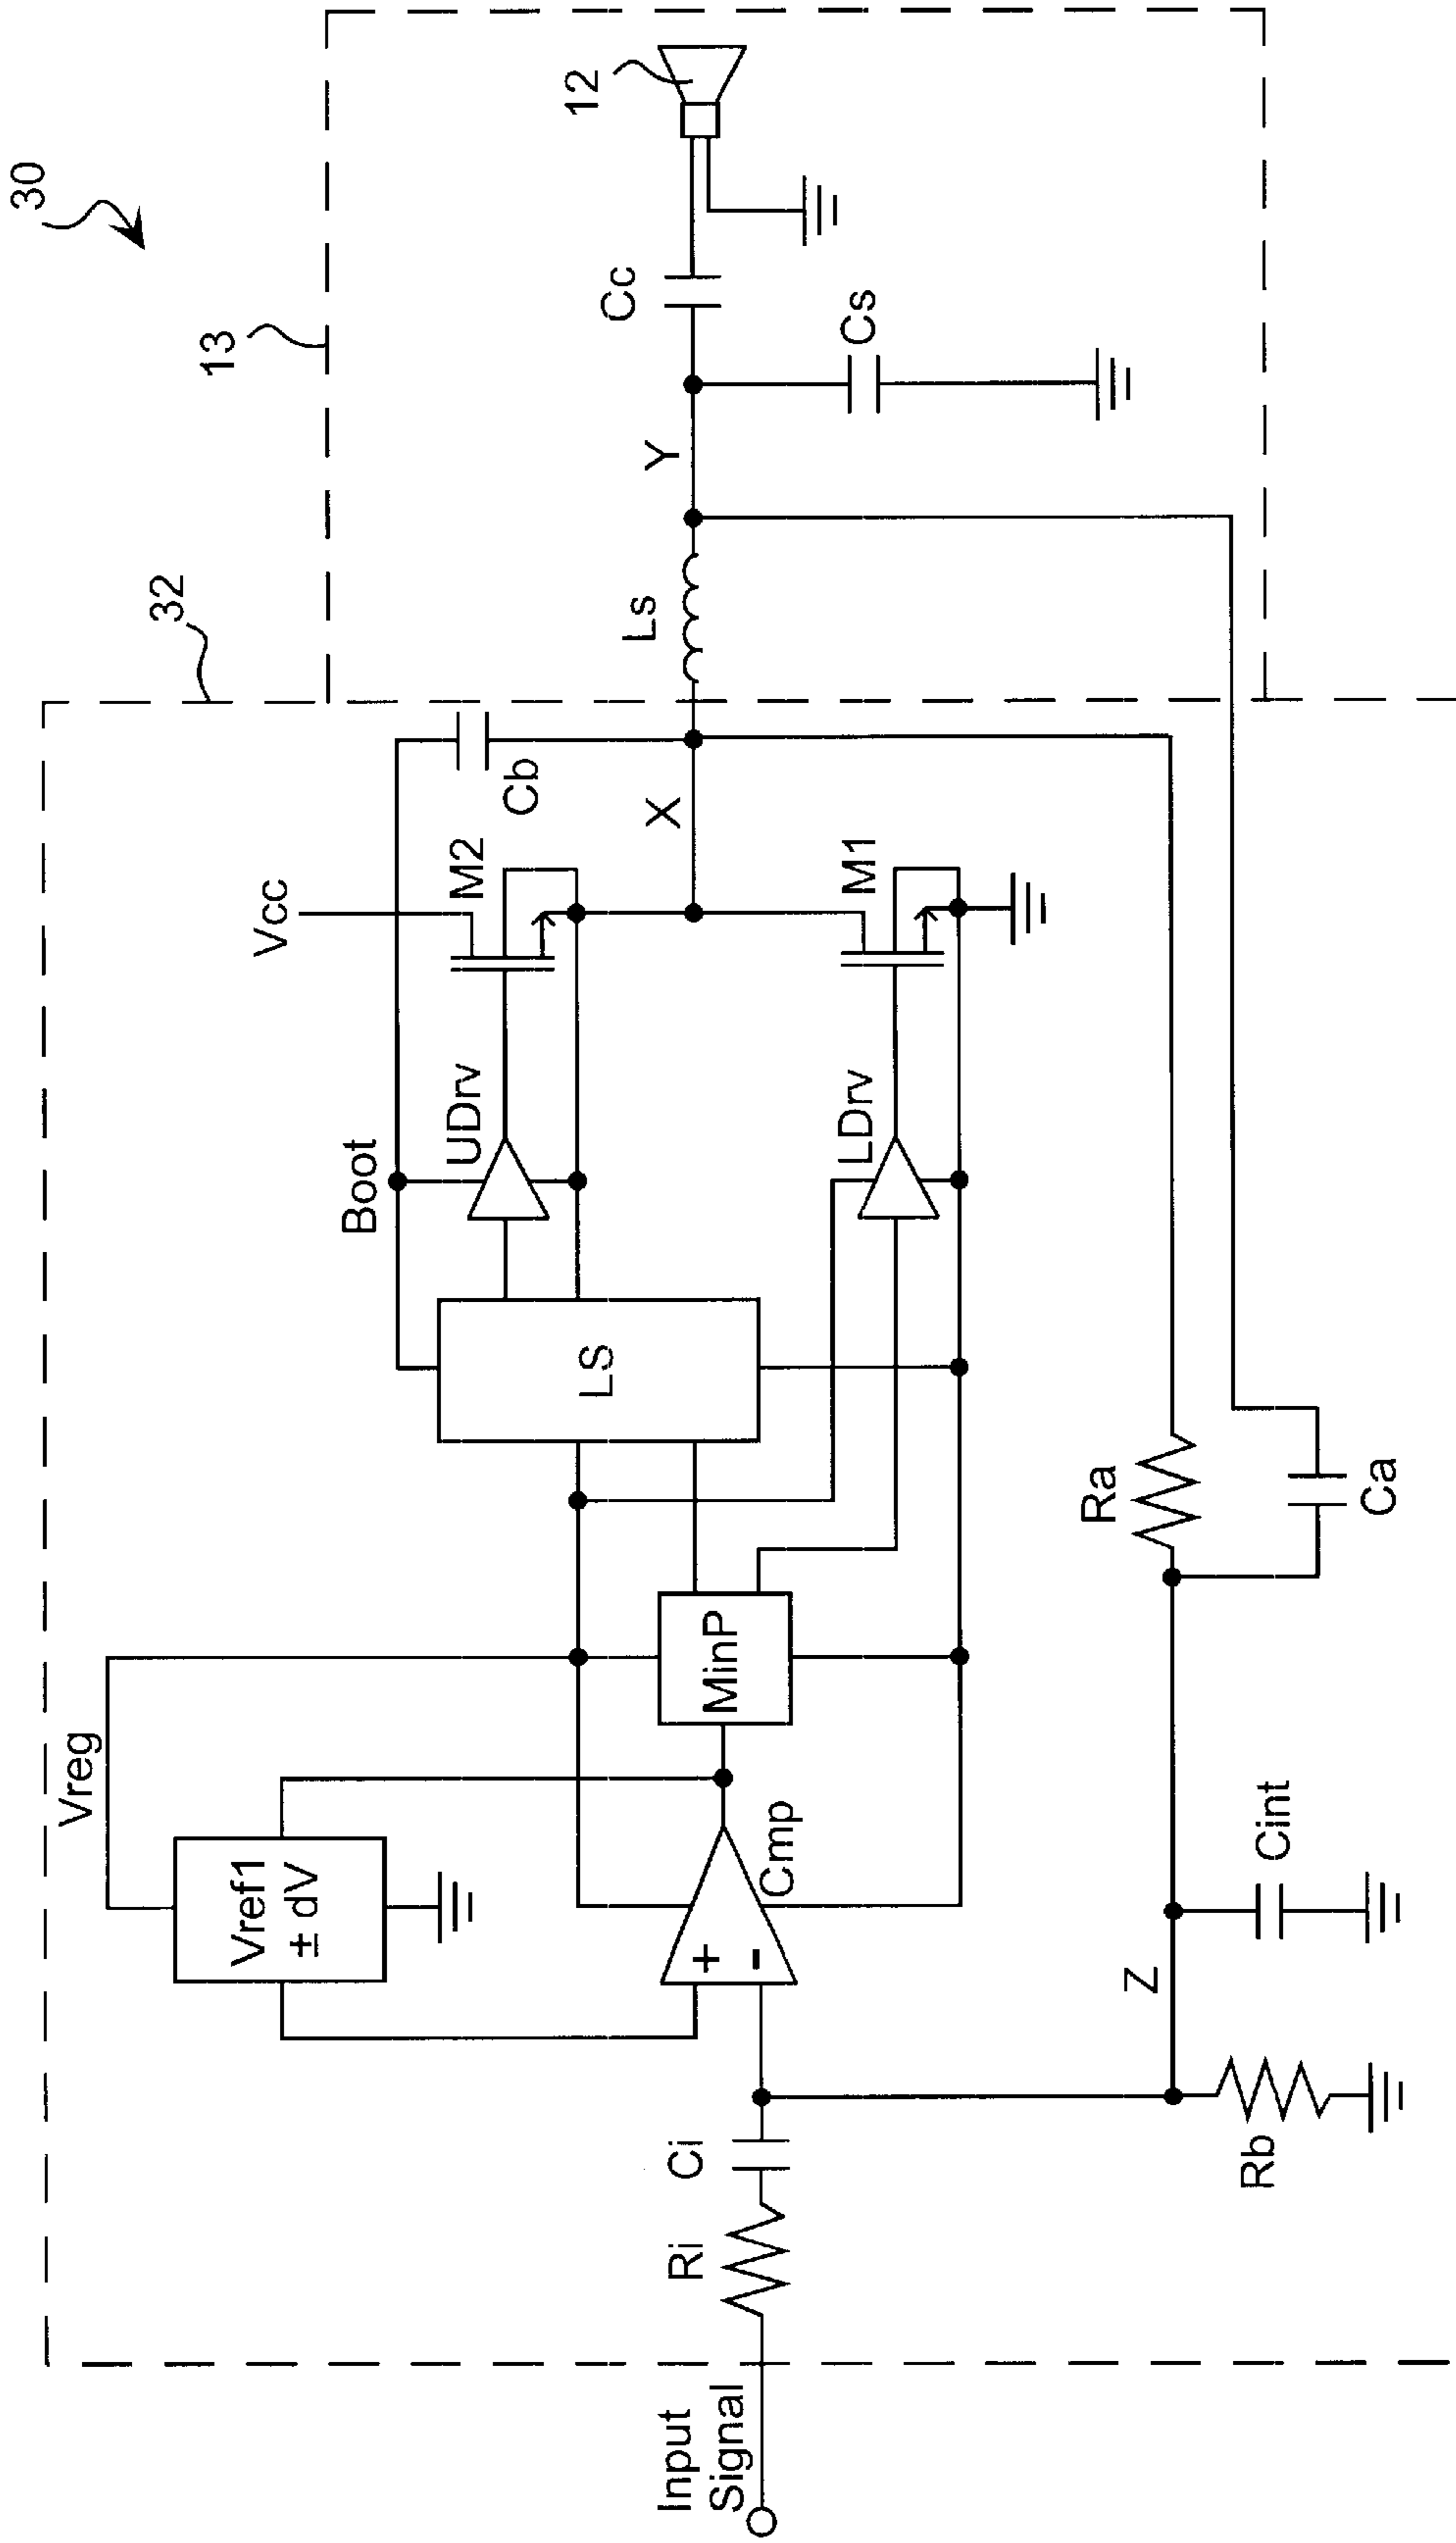 30
32
13
12
Vreg
Vref1
± dV
Vcc
Boot
M2
Cb
UDrv
LS
MinP
Cmp
+
-
LDrv
M1
X
Ls
Y
Cc
Cs
Input
Signal
Ri
Ci
Z
Rb
Cint
Ra
Ca